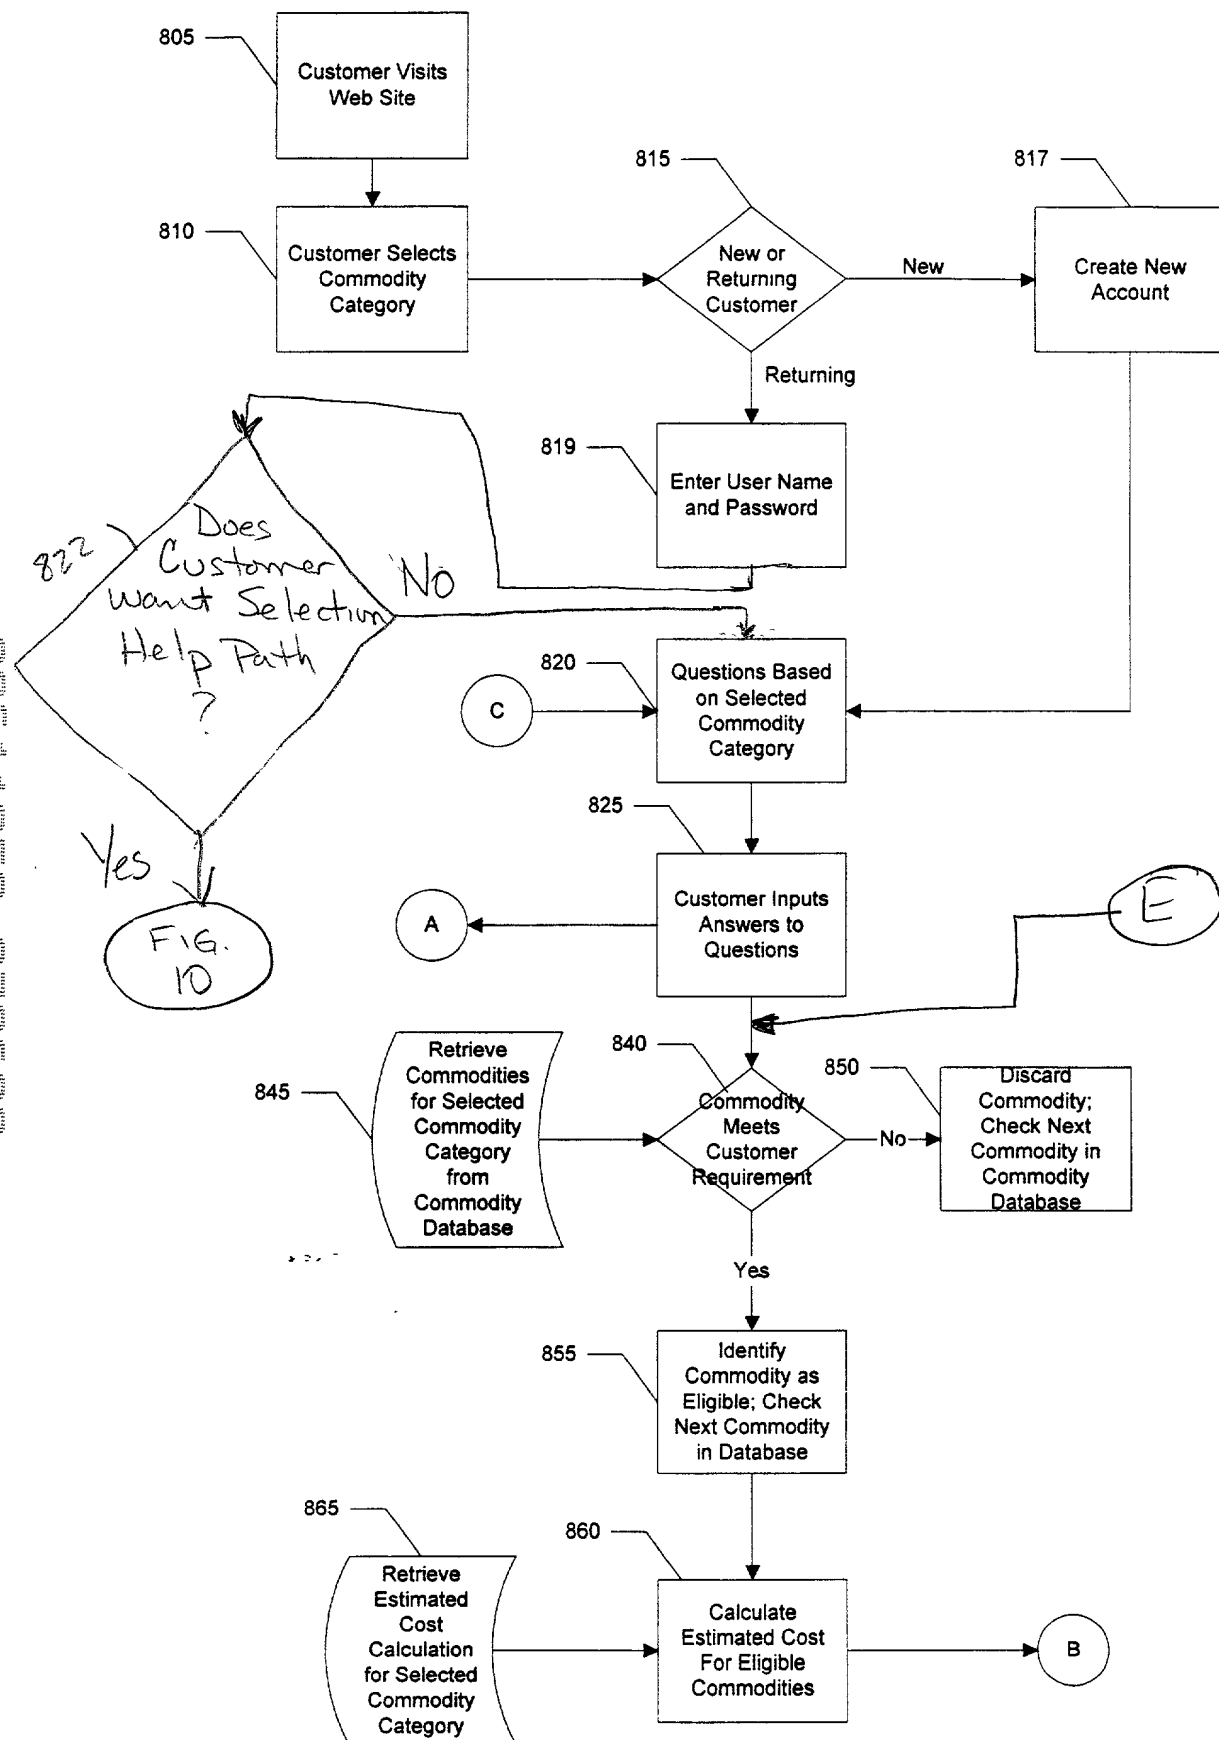 805
Customer Visits
Web Site
815
817
810
Customer Selects
Commodity
Category
New or
Returning
Customer
New
Create New
Account
Returning
819
Enter User Name
and Password
822
Does
Customer
want Selection
Help Path
?
No
820
C
Questions Based
on Selected
Commodity
Category
825
Yes
FIG.
10
A
Customer Inputs
Answers to
Questions
E
840
845
Retrieve
Commodities
for Selected
Commodity
Category
from
Commodity
Database
Commodity
Meets
Customer
Requirement
No
850
Discard
Commodity;
Check Next
Commodity in
Commodity
Database
Yes
855
Identify
Commodity as
Eligible; Check
Next Commodity
in Database
865
860
Retrieve
Estimated
Cost
Calculation
for Selected
Commodity
Category
Calculate
Estimated Cost
For Eligible
Commodities
B